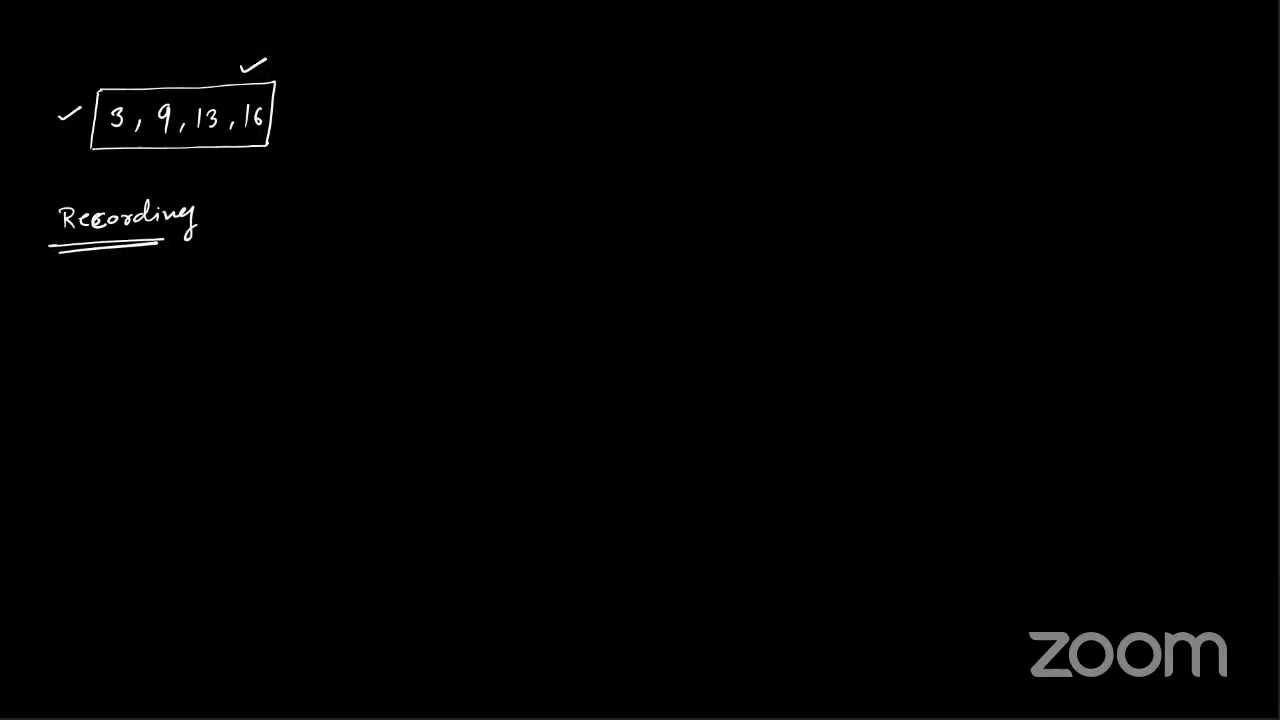 ✓ 3, 9, 13, 16 ✓
Recording
zoom